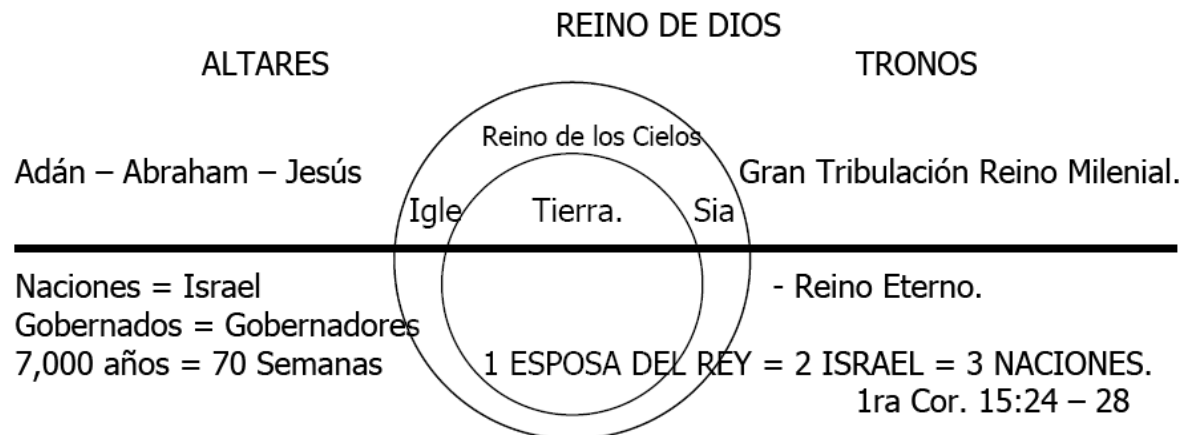 REINO DE DIOS
ALTARES TRONOS
Reino de los Cielos
Adán – Abraham – Jesús Gran Tribulación Reino Milenial.
Igle Tierra. Sia
Naciones = Israel - Reino Eterno.
Gobernados = Gobernadores
7,000 años = 70 Semanas 1 ESPOSA DEL REY = 2 ISRAEL = 3 NACIONES.
1ra Cor. 15:24 – 28